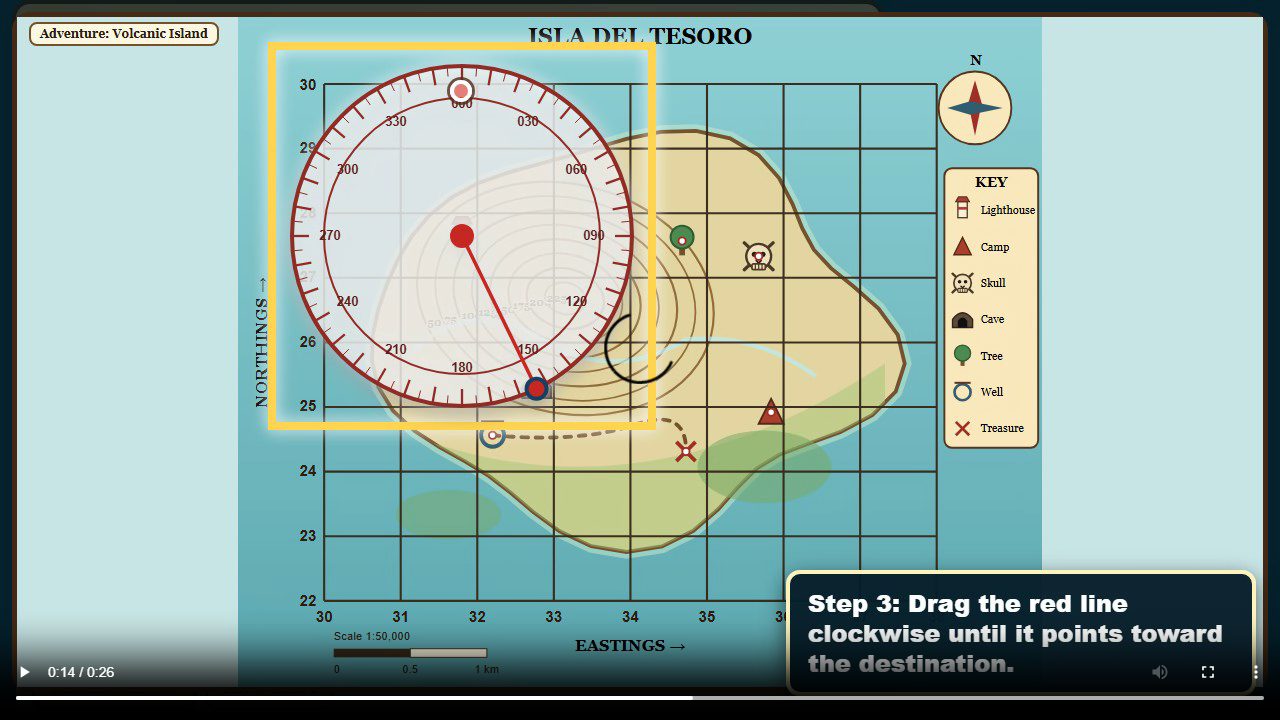 Adventure: Volcanic Island
ISLA DEL TESORO
N
30
29
28
27
26
25
24
23
22
30
31
32
33
34
35
36
NORTHINGS →
EASTINGS →
000
030
060
090
120
150
180
210
240
270
300
330
KEY
Lighthouse
Camp
Skull
Cave
Tree
Well
Treasure
Scale 1:50,000
0
0.5
1 km
Step 3: Drag the red line
clockwise until it points toward
the destination.
0:14 / 0:26